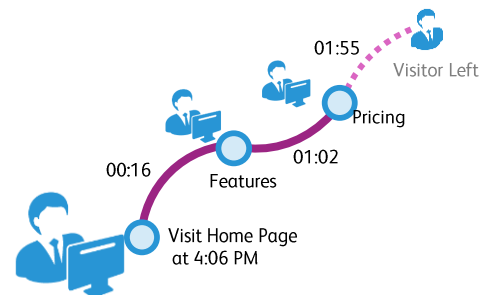 01:55
Visitor Left
Pricing
01:02
00:16
Features
Visit Home Page
at 4:06 PM